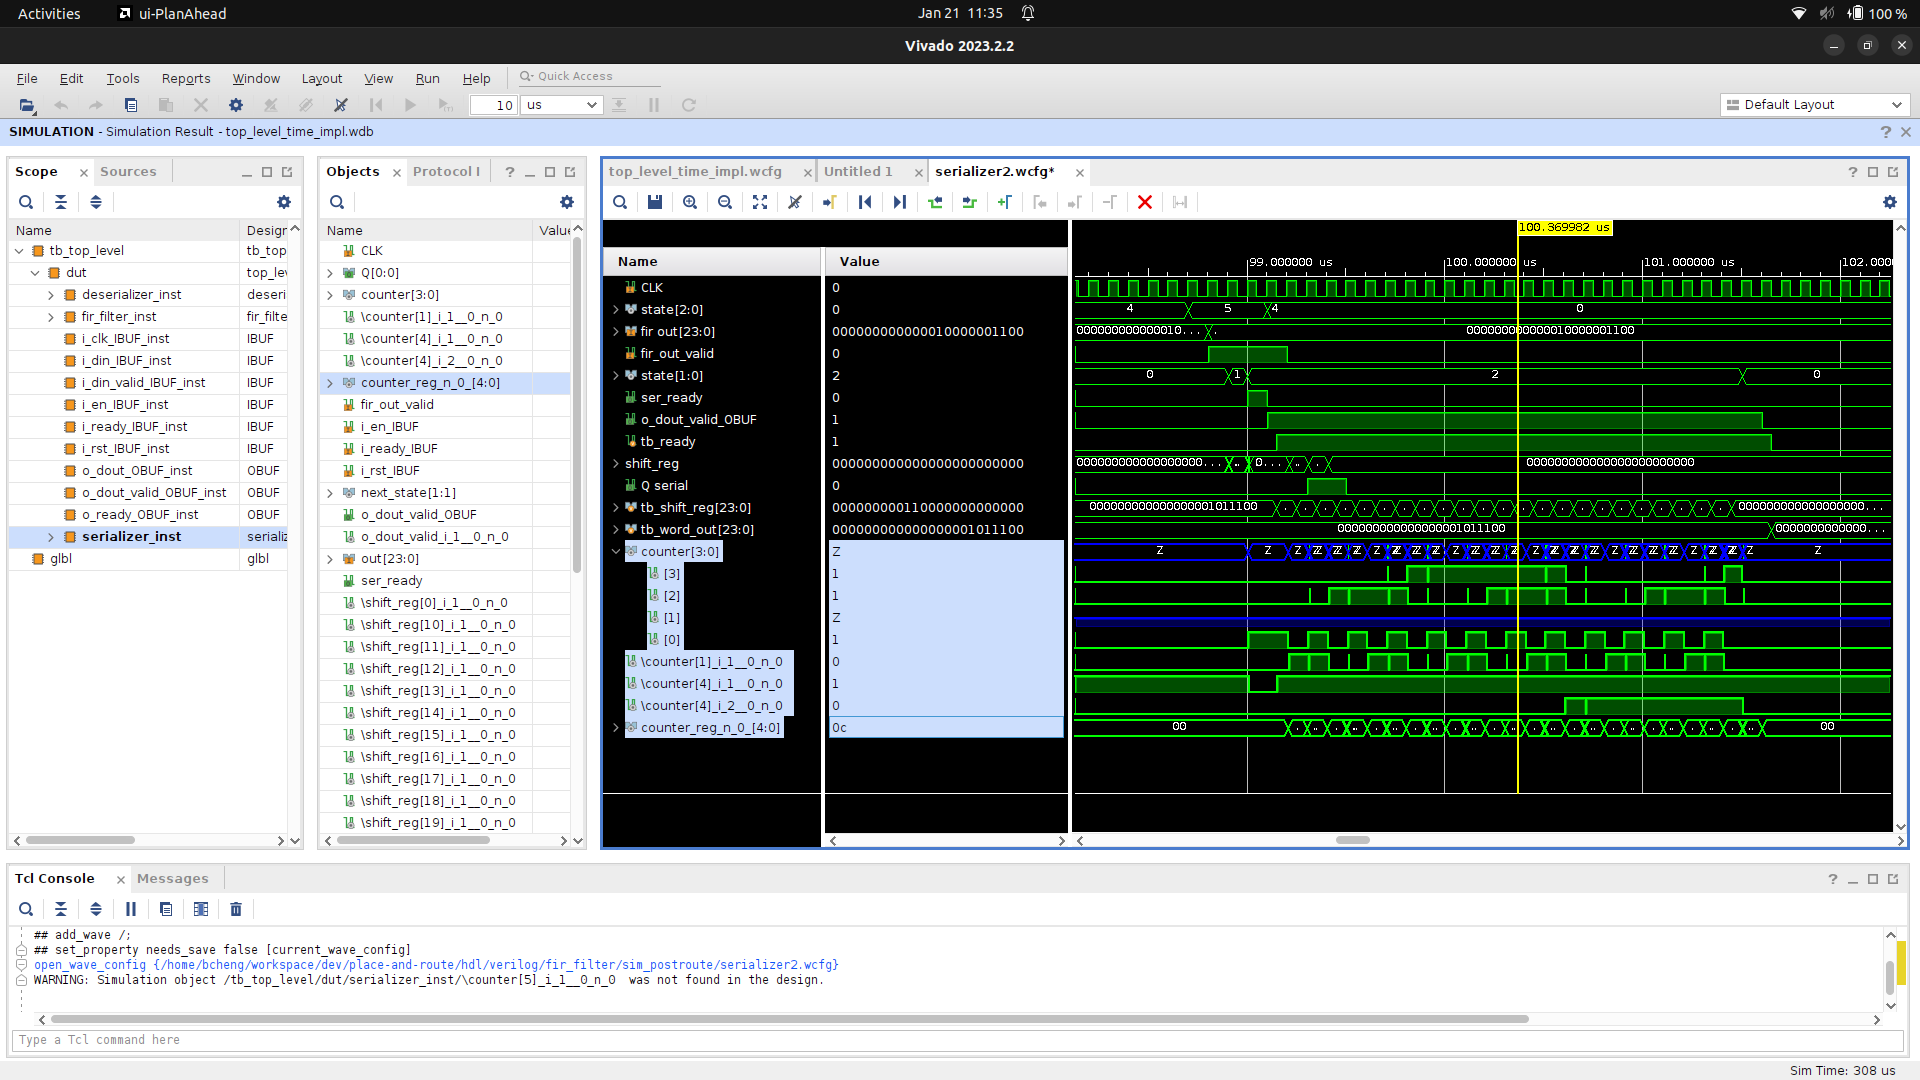 Activities
ui-PlanAhead
Jan 21 11:35
100 %
Vivado 2023.2.2
File Edit Tools Reports Window Layout View Run Help
Quick Access
10 us
Default Layout
SIMULATION - Simulation Result - top_level_time_impl.wdb
? ×
Scope × Sources
Name Design
tb_top_level tb_top
dut top_lev
deserializer_inst deseri
fir_filter_inst fir_filte
i_clk_IBUF_inst IBUF
i_din_IBUF_inst IBUF
i_din_valid_IBUF_inst IBUF
i_en_IBUF_inst IBUF
i_ready_IBUF_inst IBUF
i_rst_IBUF_inst IBUF
o_dout_OBUF_inst OBUF
o_dout_valid_OBUF_inst OBUF
o_ready_OBUF_inst OBUF
serializer_inst serializ
glbl glbl
Objects × Protocol I ?
Name Value
CLK
Q[0:0]
counter[3:0]
\counter[1]_i_1__0_n_0
\counter[4]_i_1__0_n_0
\counter[4]_i_2__0_n_0
counter_reg_n_0_[4:0]
fir_out_valid
i_en_IBUF
i_ready_IBUF
i_rst_IBUF
next_state[1:1]
o_dout_valid_OBUF
o_dout_valid_i_1__0_n_0
out[23:0]
ser_ready
\shift_reg[0]_i_1__0_n_0
\shift_reg[10]_i_1__0_n_0
\shift_reg[11]_i_1__0_n_0
\shift_reg[12]_i_1__0_n_0
\shift_reg[13]_i_1__0_n_0
\shift_reg[14]_i_1__0_n_0
\shift_reg[15]_i_1__0_n_0
\shift_reg[16]_i_1__0_n_0
\shift_reg[17]_i_1__0_n_0
\shift_reg[18]_i_1__0_n_0
\shift_reg[19]_i_1__0_n_0
top_level_time_impl.wcfg × Untitled 1 × serializer2.wcfg* × ?
100.369982 us
Name Value
99.000000 us 100.000000 us 101.000000 us 102.000
CLK 0
state[2:0] 0 4 5 4 0
fir out[23:0] 000000000000010000001100 00000000000010... . 000000000000010000001100
fir_out_valid 0
state[1:0] 2 0 1 2 0
ser_ready 0
o_dout_valid_OBUF 1
tb_ready 1
shift_reg 000000000000000000000000 000000000000000000... 0... 000000000000000000000000
Q serial 0
tb_shift_reg[23:0] 000000000000000000...
tb_word_out[23:0] 000000000000000001011100 000000000000000001011100 0000000000000...
counter[3:0] Z
[3] 1
[2] 1
[1] Z
[0] 1
\counter[1]_i_1__0_n_0 0
\counter[4]_i_1__0_n_0 1
\counter[4]_i_2__0_n_0 0
counter_reg_n_0_[4:0] 0c 00 00
Tcl Console × Messages ?
## add_wave /;
## set_property needs_save false [current_wave_config]
open_wave_config {/home/bcheng/workspace/dev/place-and-route/hdl/verilog/fir_filter/sim_postroute/serializer2.wcfg}
WARNING: Simulation object /tb_top_level/dut/serializer_inst/\counter[5]_i_1__0_n_0 was not found in the design.
Type a Tcl command here
Sim Time: 308 us